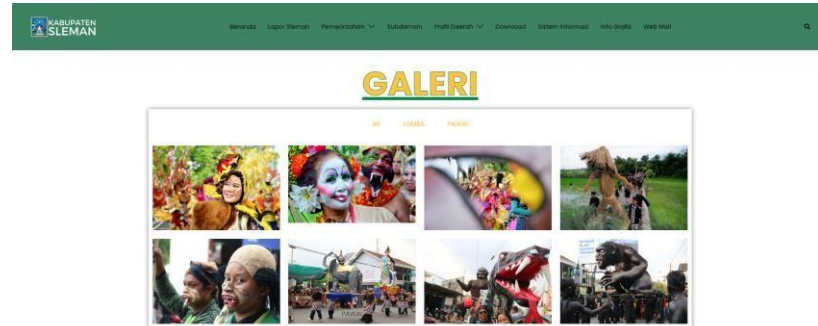 KABUPATEN
SLEMAN
Beranda Lapor Sleman Pemerintahan Subdomain Profil Daerah Download Sistem Informasi Info Grafis Web Mail
GALERI
All LOMBA PAWAI
PAWAI